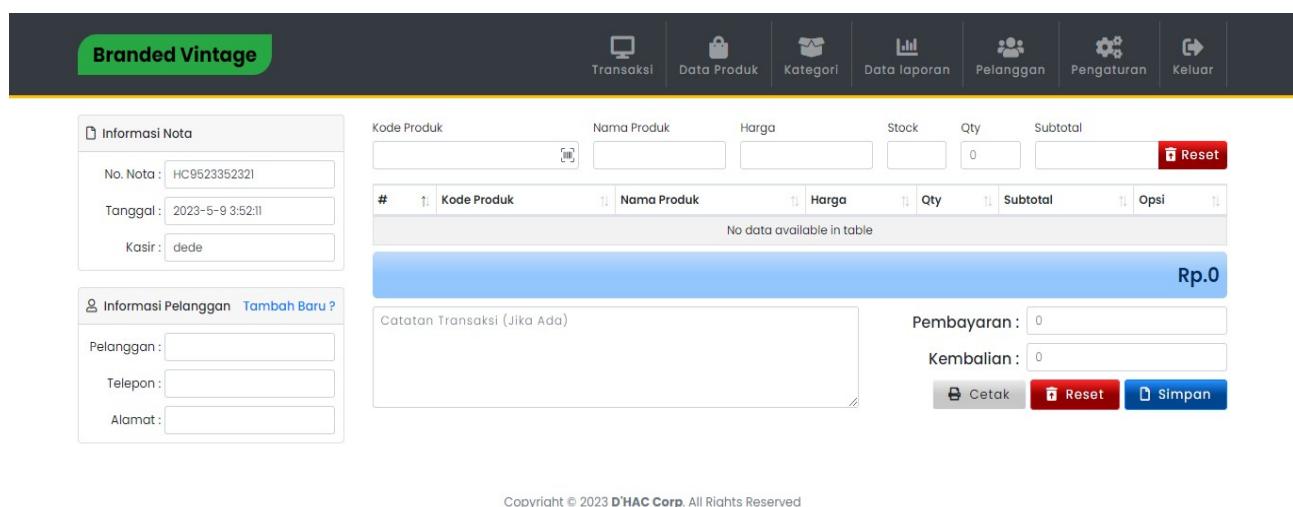 Branded Vintage
Transaksi Data Produk Kategori Data laporan Pelanggan Pengaturan Keluar
Informasi Nota
No. Nota : HC9523352321
Tanggal : 2023-5-9 3:52:11
Kasir : dede
Informasi Pelanggan Tambah Baru ?
Pelanggan :
Telepon :
Alamat :
Kode Produk Nama Produk Harga Stock Qty Subtotal
0 Reset
# Kode Produk Nama Produk Harga Qty Subtotal Opsi
No data available in table
Rp.0
Catatan Transaksi (Jika Ada)
Pembayaran : 0
Kembalian : 0
Cetak Reset Simpan
Copyright © 2023 D'HAC Corp. All Rights Reserved